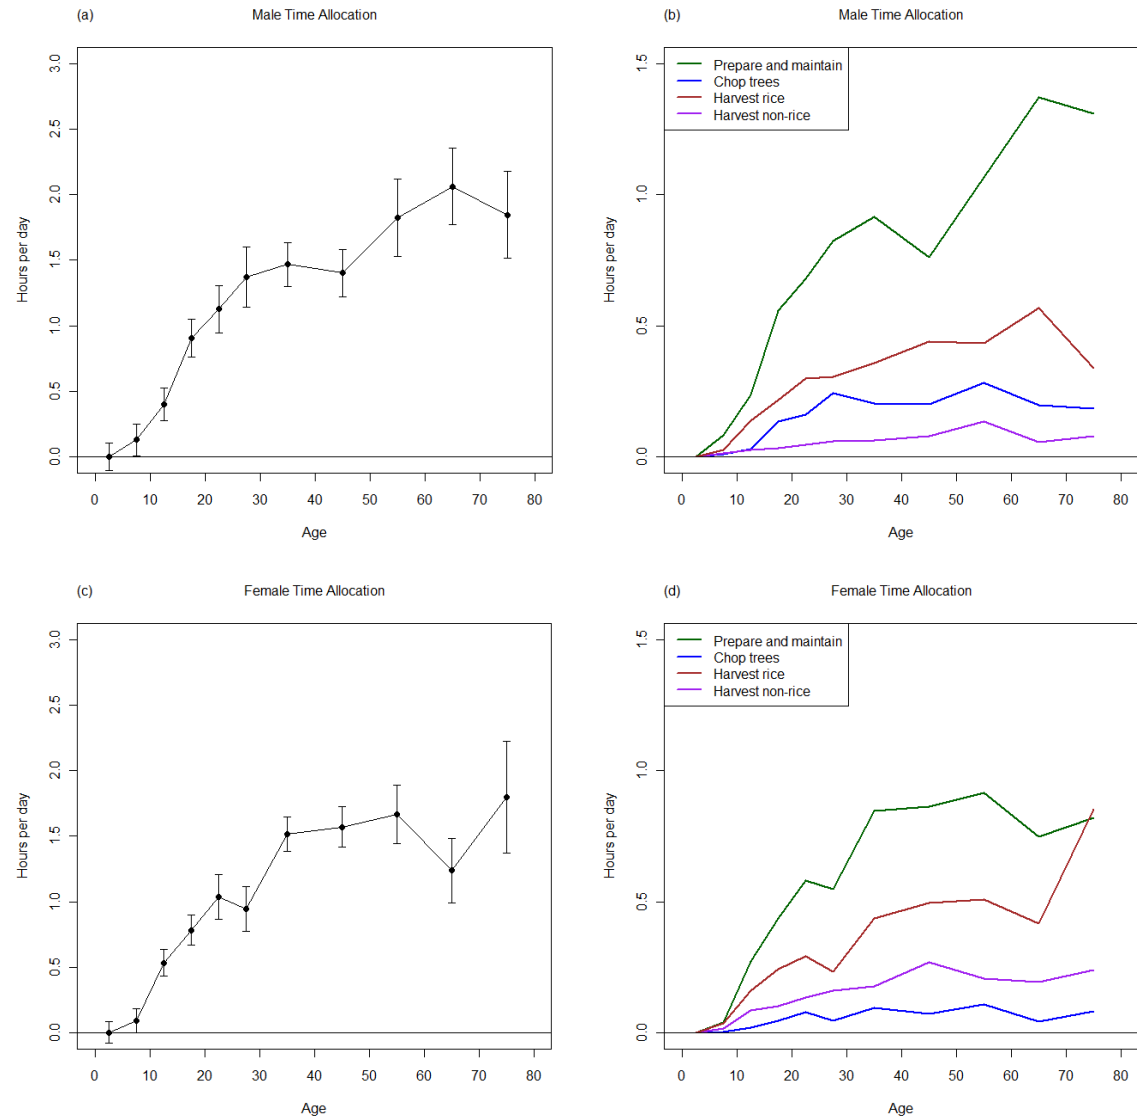 (a) Male Time Allocation
Hours per day
3.0
2.5
2.0
1.5
1.0
0.5
0.0
0 10 20 30 40 50 60 70 80
Age
(b) Male Time Allocation
Prepare and maintain
Chop trees
Harvest rice
Harvest non-rice
Hours per day
1.5
1.0
0.5
0.0
0 10 20 30 40 50 60 70 80
Age
(c) Female Time Allocation
Hours per day
3.0
2.5
2.0
1.5
1.0
0.5
0.0
0 10 20 30 40 50 60 70 80
Age
(d) Female Time Allocation
Prepare and maintain
Chop trees
Harvest rice
Harvest non-rice
Hours per day
1.5
1.0
0.5
0.0
0 10 20 30 40 50 60 70 80
Age